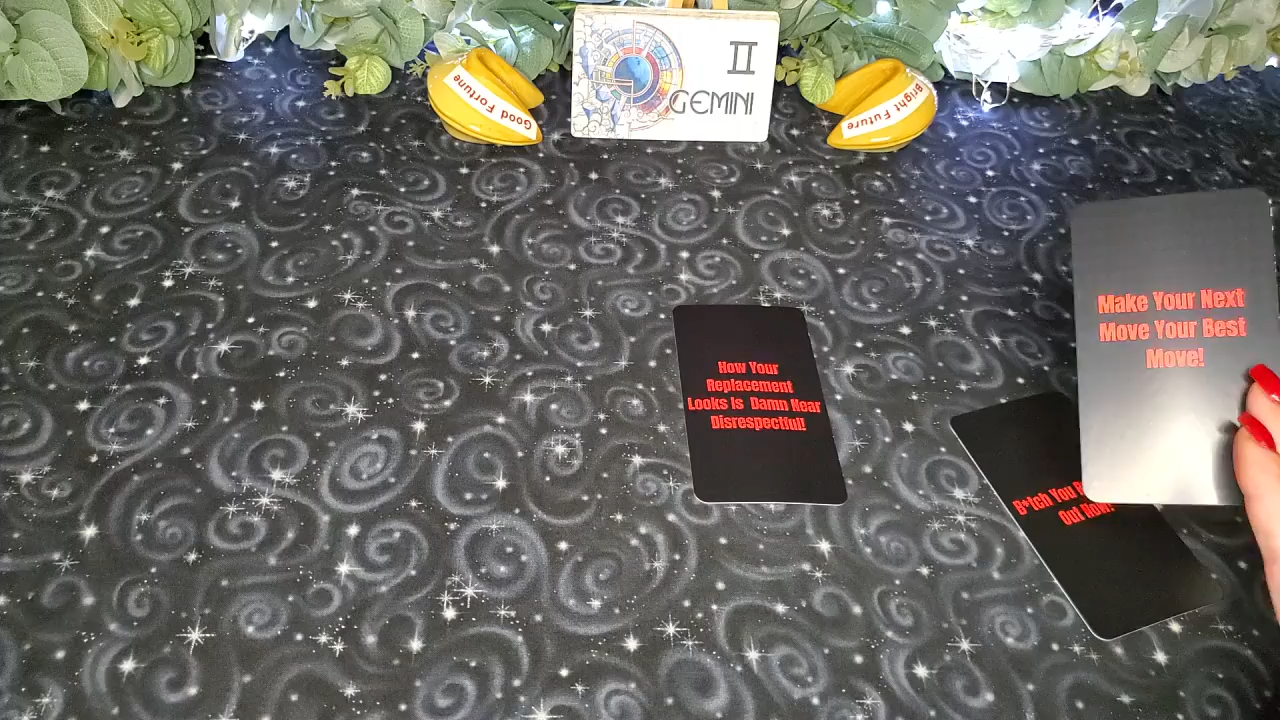 Good Fortune
II
GEMINI
Bright Future
Make Your Next
Move Your Best
Move!
How Your
Replacement
Looks Is Damn Near
Disrespectful!
B*tch You
Out Now!